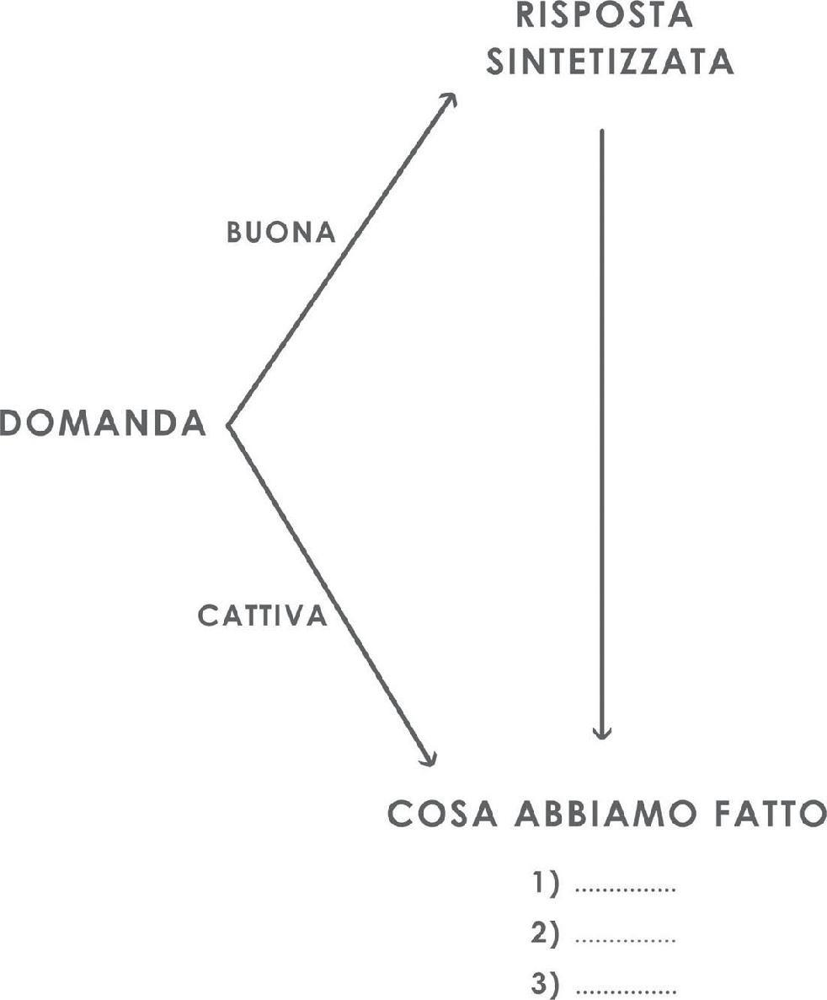 RISPOSTA
SINTETIZZATA
BUONA
DOMANDA
CATTIVA
COSA ABBIAMO FATTO
1) ...............
2) ...............
3) ...............